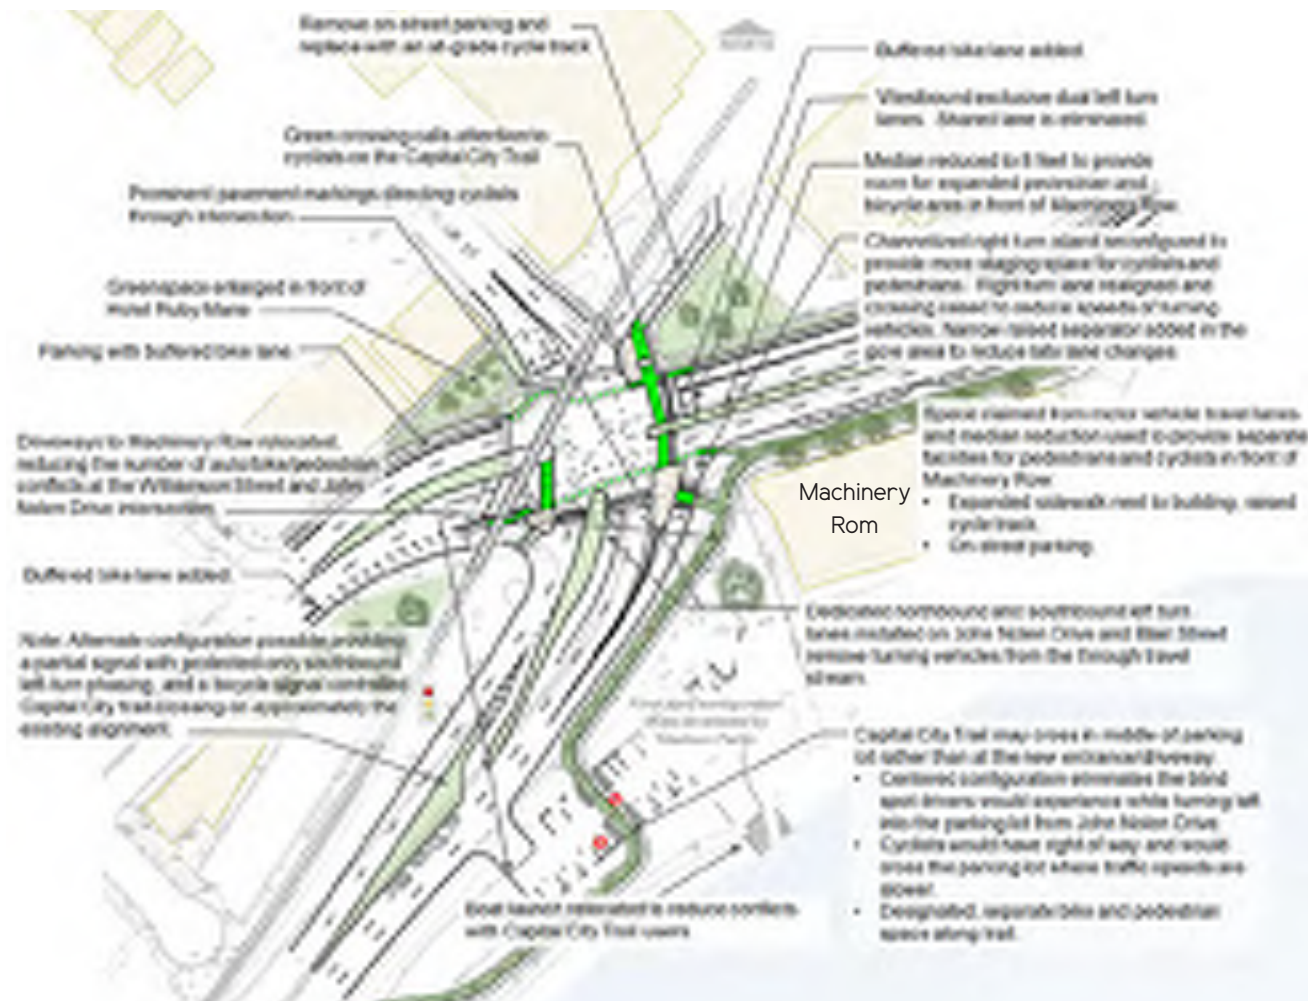 Remove on-street parking and
replace with an at-grade cycle track
Green crossing calls attention to
cyclists on the Capital City Trail
Prominent pavement markings directing cyclists
through intersection
Greenspace enlarged in front of
Hotel Ruby Marie
Parking with buffered bike lane.
Driveways to Machinery Row relocated,
reducing the number of auto/bike/pedestrian
conflicts at the Williamson Street and John
Nolen Drive intersection
Buffered bike lane added.
Note: Alternate configuration possible providing
a partial signal with protected-only southbound
left-turn phasing, and a bicycle signal controlled
Capital City trail crossing on approximately the
existing alignment.
Buffered bike lane added.
exclusive dual left turn
lanes. Shared lane is eliminated.
Median reduced to 8 feet to provide
room for expanded pedestrian and
bicycle area in front of Machinery Row.
Channelized right turn island reconfigured to
provide more staging space for cyclists and
pedestrians. Right turn lane realigned and
crossing raised to reduce speeds of turning
vehicles. Narrow raised separator added in the
gore area to reduce late lane changes.
Space claimed from motor vehicle travel lanes
and median reduction used to provide separate
facilities for pedestrians and cyclists in front of
Machinery Row:
• Expanded sidewalk next to building, raised
cycle track.
• On-street parking.
Machinery
Rom
Dedicated northbound and southbound left turn
lanes installed on John Nolen Drive and Blair Street
remove turning vehicles from the through travel
stream.
Capital City Trail may cross in middle of parking
lot rather than at the new entrance/driveway.
• Centered configuration eliminates the blind
spot drivers would experience while turning left
into the parking lot from John Nolen Drive.
• Cyclists would have right of way and would
cross the parking lot where traffic speeds are
slower.
• Designated, separate bike and pedestrian
space along trail.
Boat launch relocated to reduce conflicts
with Capital City Trail users